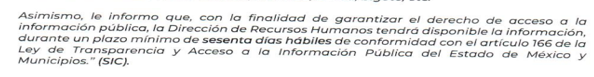 Asimismo, le informo que, con la finalidad de garantizar el derecho de acceso a la
información pública, la Dirección de Recursos Humanos tendrá disponible la información,
durante un plazo mínimo de sesenta días hábiles de conformidad con el artículo 166 de la
Ley de Transparencia y Acceso a la Información Pública del Estado de México y
Municipios." (SIC).